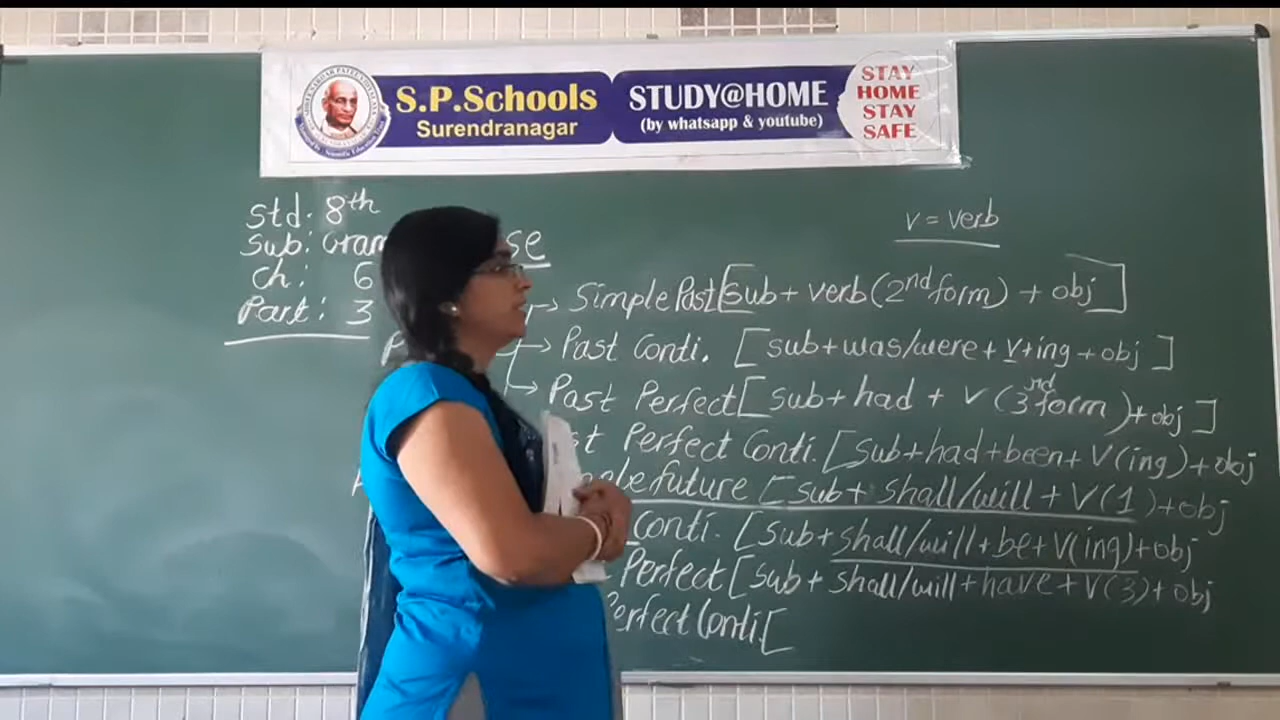 S.P.Schools
Surendranagar
STUDY@HOME
(by whatsapp & youtube)
STAY
HOME
STAY
SAFE
Std: 8th
Sub: Gram
Ch: 6
Part: 3
se
V = Verb
Simple Past [Sub + verb (2nd form) + obj]
Past Conti. [sub+was/were + v+ing + obj]
Past Perfect [sub + had + V (3rd form) + obj]
st Perfect Conti. [sub+had+been+ V(ing) + obj
future [sub + shall/will + V(1) + obj
Conti. [sub+shall/will+be+V(ing)+obj
Perfect [sub + shall/will + have + V(3) + obj
Perfect Conti. [